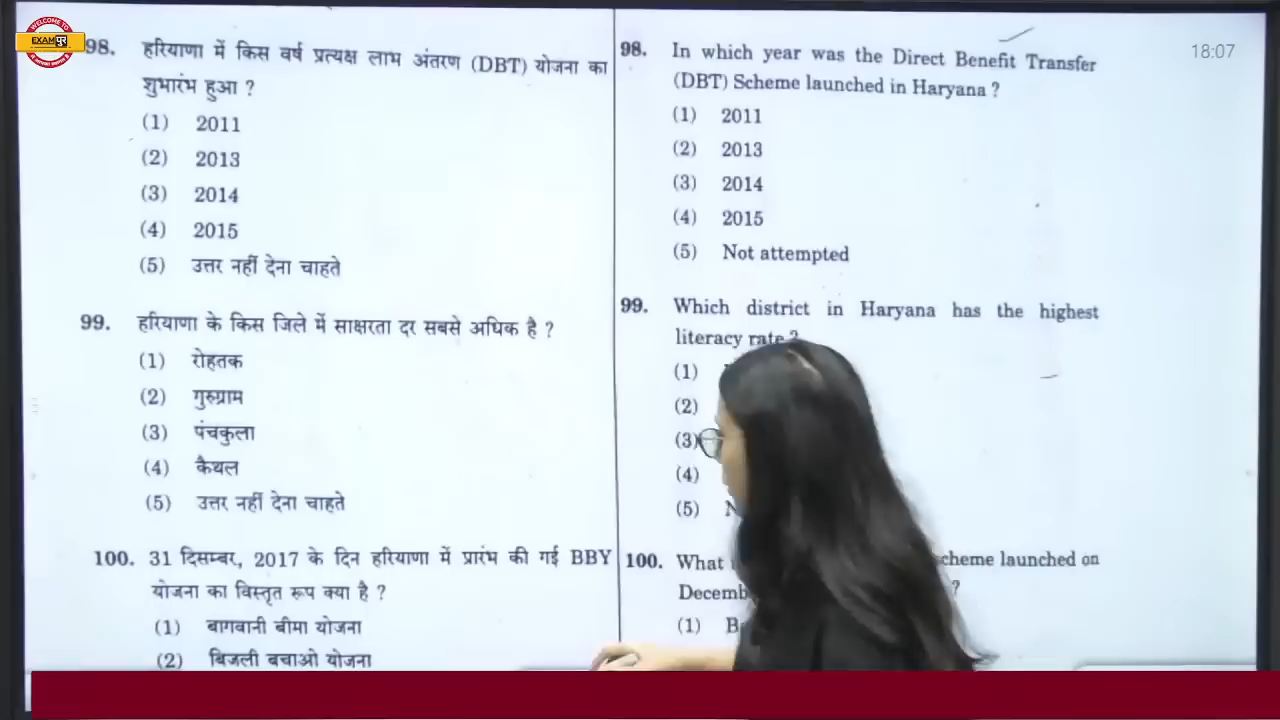 WELCOME TO
EXAMपुर
98. हरियाणा में किस वर्ष प्रत्यक्ष लाभ अंतरण (DBT) योजना का
शुभारंभ हुआ ?
(1) 2011
(2) 2013
(3) 2014
(4) 2015
(5) उत्तर नहीं देना चाहते
99. हरियाणा के किस जिले में साक्षरता दर सबसे अधिक है ?
(1) रोहतक
(2) गुरुग्राम
(3) पंचकुला
(4) कैथल
(5) उत्तर नहीं देना चाहते
100. 31 दिसम्बर, 2017 के दिन हरियाणा में प्रारंभ की गई BBY
योजना का विस्तृत रूप क्या है ?
(1) बागवानी बीमा योजना
(2) बिजली बचाओ योजना
98. In which year was the Direct Benefit Transfer
(DBT) Scheme launched in Haryana ?
(1) 2011
(2) 2013
(3) 2014
(4) 2015
(5) Not attempted
99. Which district in Haryana has the highest
literacy rate ?
(1)
(2)
(3)
(4)
(5) N
100. What cheme launched on
Decemb ?
(1) B
18:07